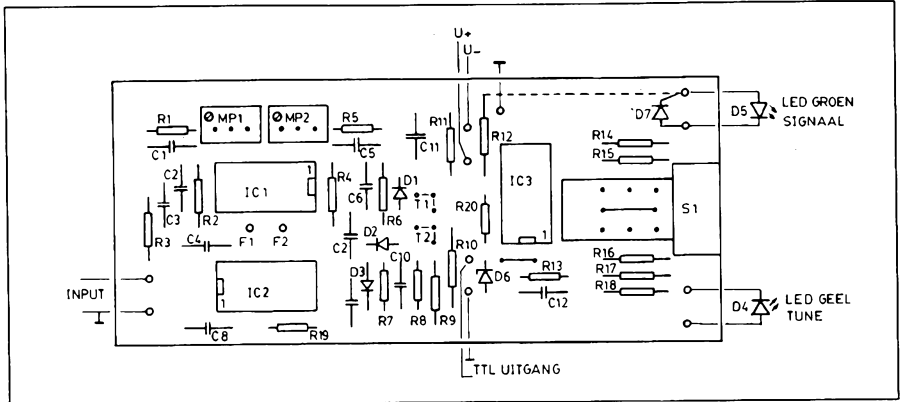 U+
U-
R1
MP1
MP2
R5
C1
C5
C11
R11
R12
D7
D5
LED GROEN
SIGNAAL
R14
R15
C2
C3
R2
IC1
1
R4
C6
R6
D1
T1
T2
R20
IC3
1
S1
R3
C4
F1
F2
C2
D2
C10
R10
D6
R13
R16
R17
R18
INPUT
1
IC2
D3
R7
R8
R9
C12
D4
LED GEEL
TUNE
C8
R19
TTL UITGANG